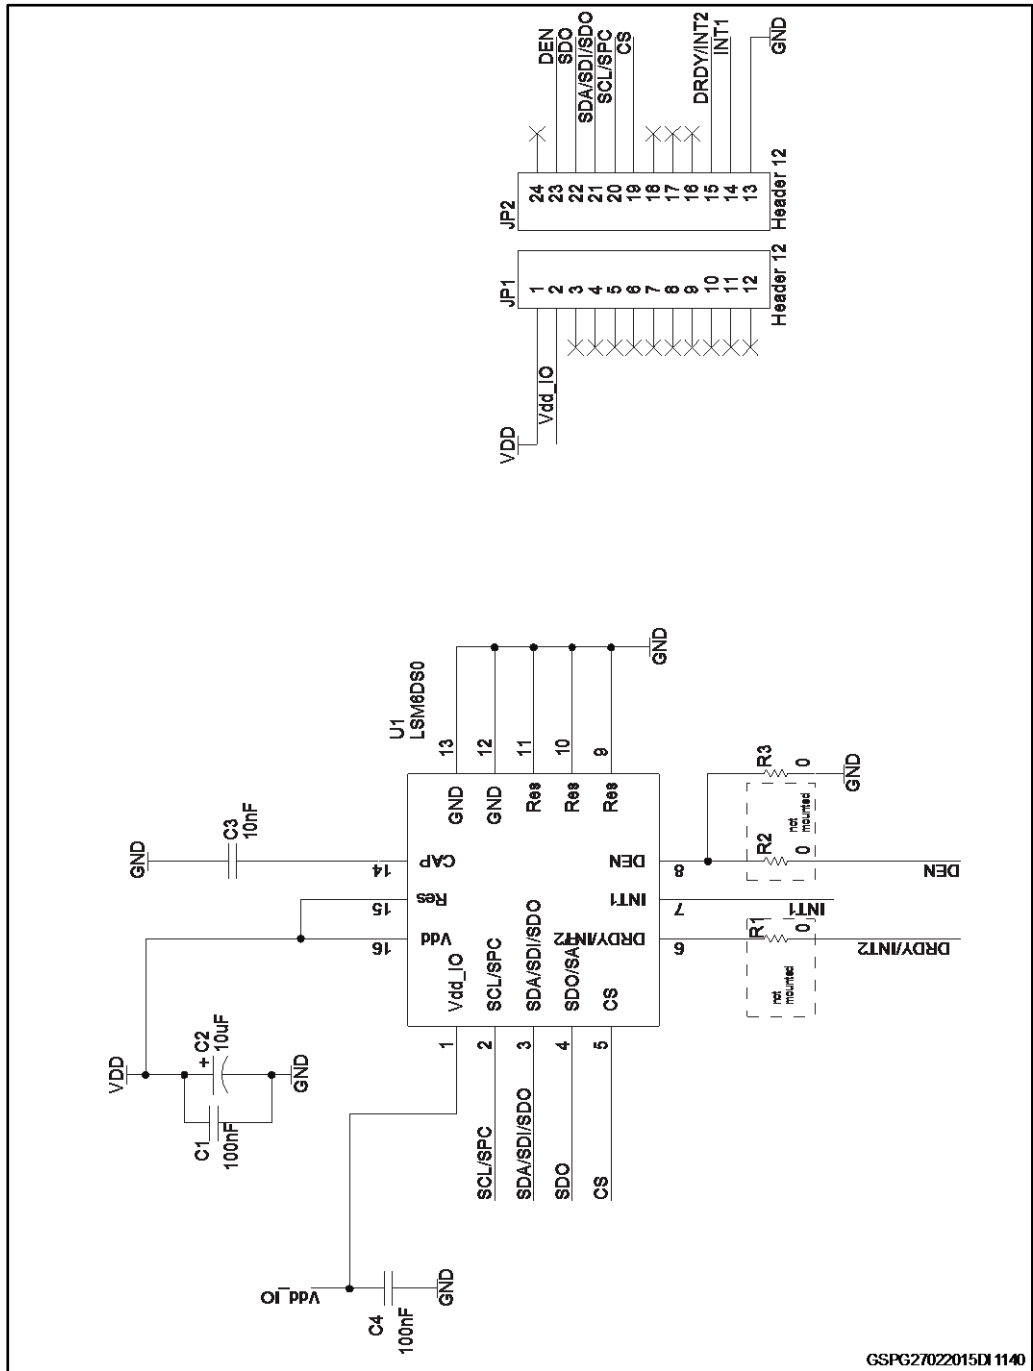 DEN
SDO
SDA/SDI/SDO
SCL/SPC
CS
DRDY/INT2
INT1
GND
JP2
24
23
22
21
20
19
18
17
16
15
14
13
Header 12
JP1
1
2
3
4
5
6
7
8
9
10
11
12
Header 12
VDD
Vdd_IO
U1
LSM6DS0
GND
C3
10nF
VDD
+ C2
10uF
C1
100nF
GND
Vdd_IO
C4
100nF
GND
14
CAP
15
Res
16
Vdd
13
GND
12
GND
11
Res
10
Res
9
Res
GND
1
Vdd_IO
2
SCL/SPC
SCL/SPC
3
SDA/SDI/SDO
SDA/SDI/SDO
4
SDO
5
CS
CS
8
DEN
7
INT1
INT1
6
DRDY/INT2
DRDY/INT2
R3
0
GND
R2
0
not
mounted
DEN
R1
0
not
mounted
GSPG27022015DI1140